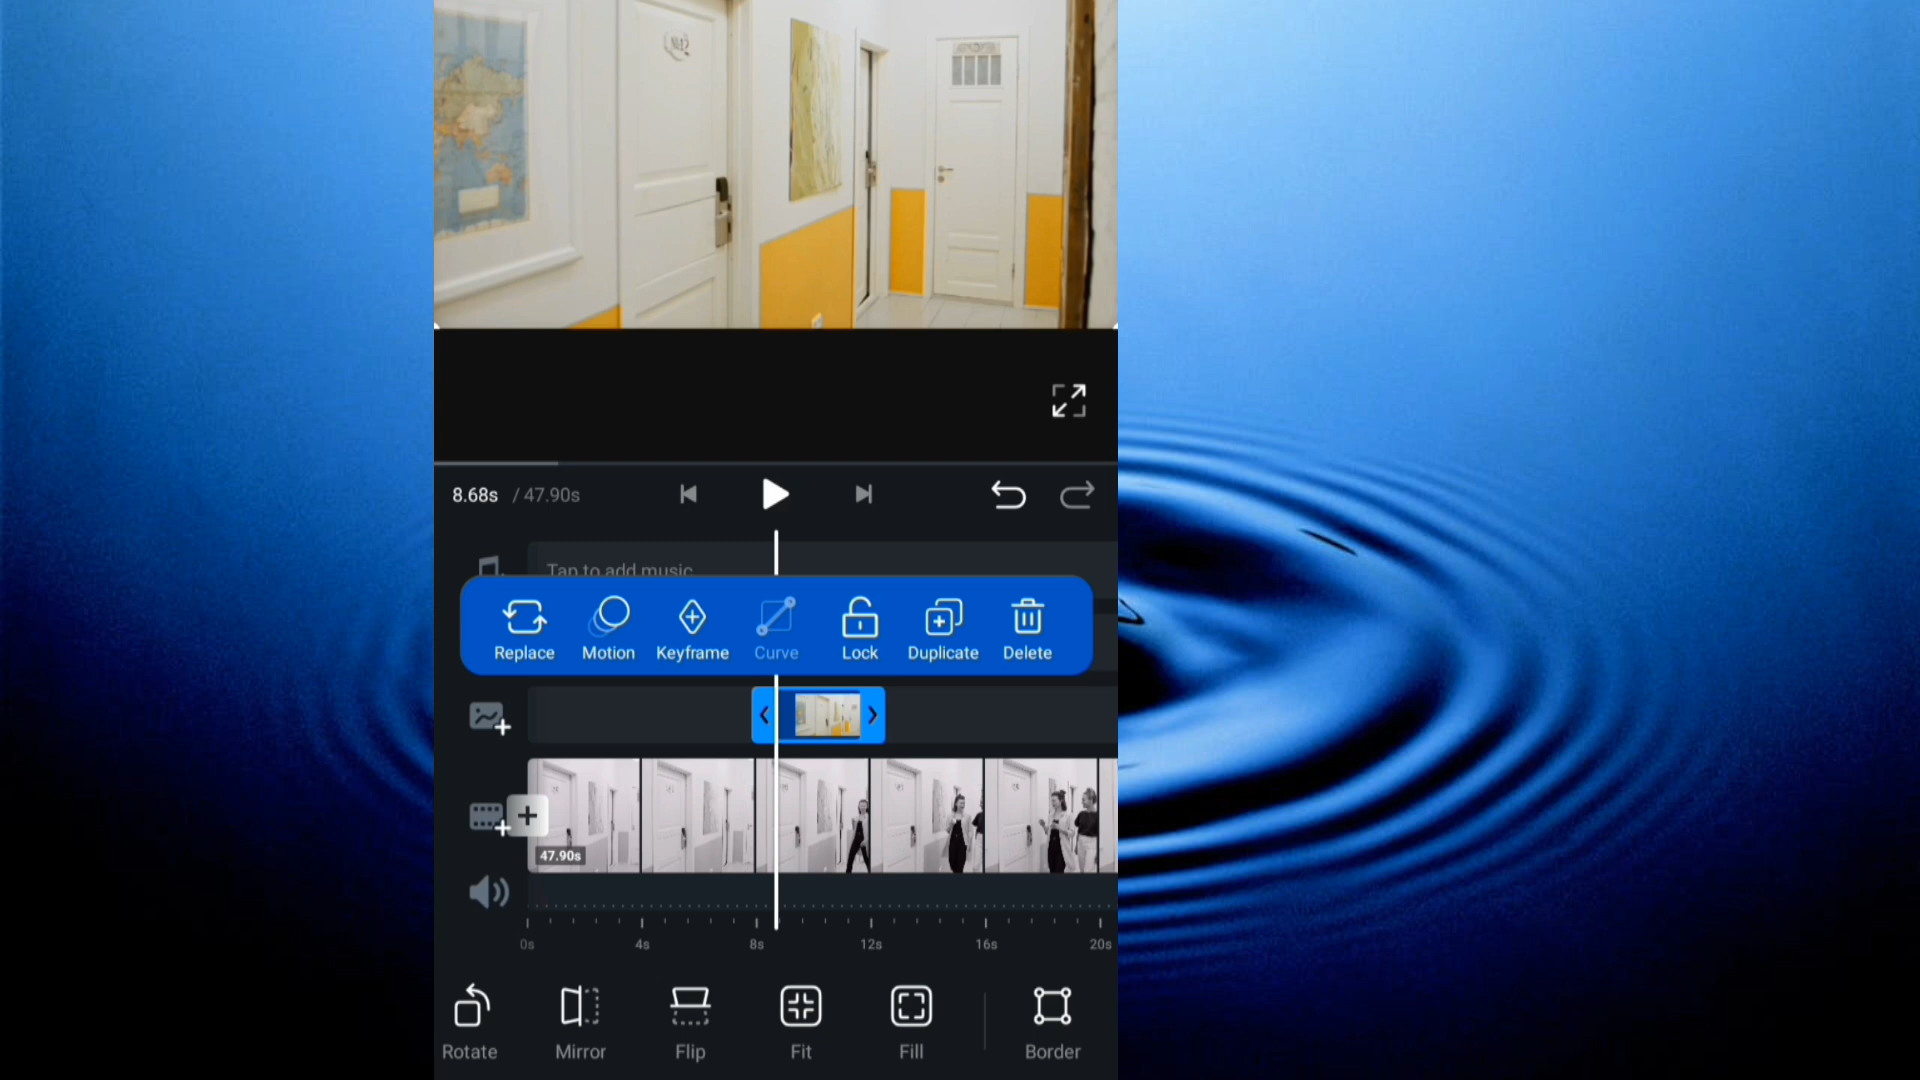 №12
8.68s / 47.90s
Tap to add music
Replace Motion Keyframe Curve Lock Duplicate Delete
47.90s
0s 4s 8s 12s 16s 20s
Rotate Mirror Flip Fit Fill Border